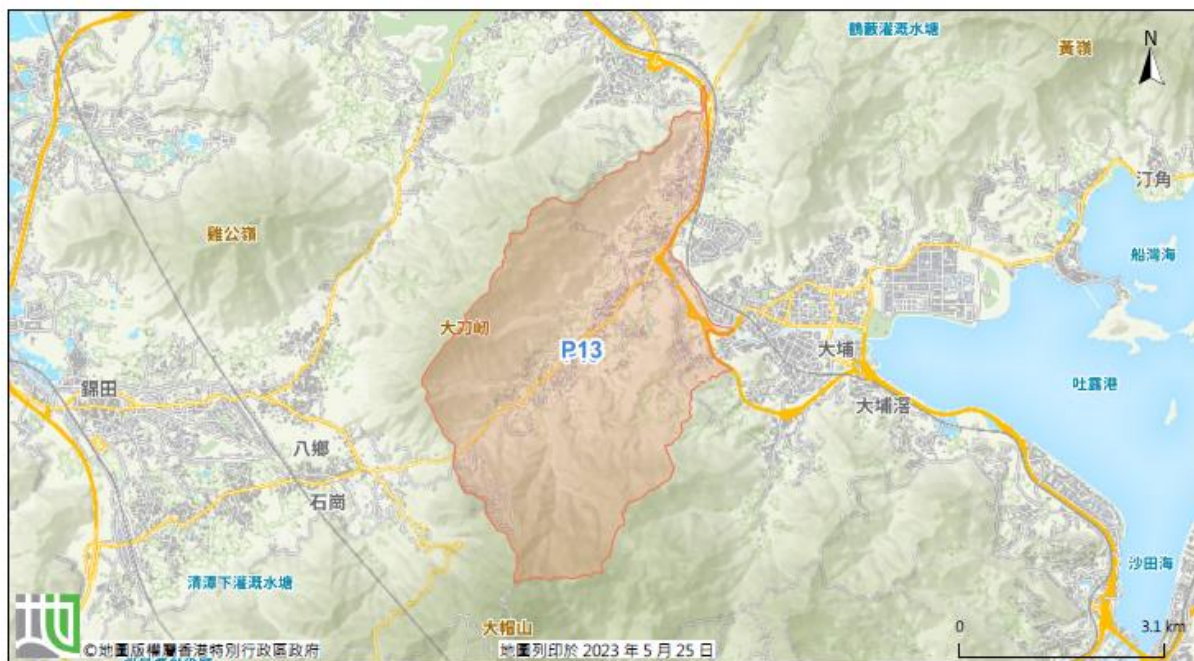 鶴藪灌溉水塘
黃嶺
N
汀角
雞公嶺
船灣海
大刀屻
P13
大埔
吐露港
錦田
大埔滘
八鄉
石崗
沙田海
清潭下灌溉水塘
大帽山
0
3.1 km
©地圖版權屬香港特別行政區政府
地圖列印於 2023 年 5 月 25 日